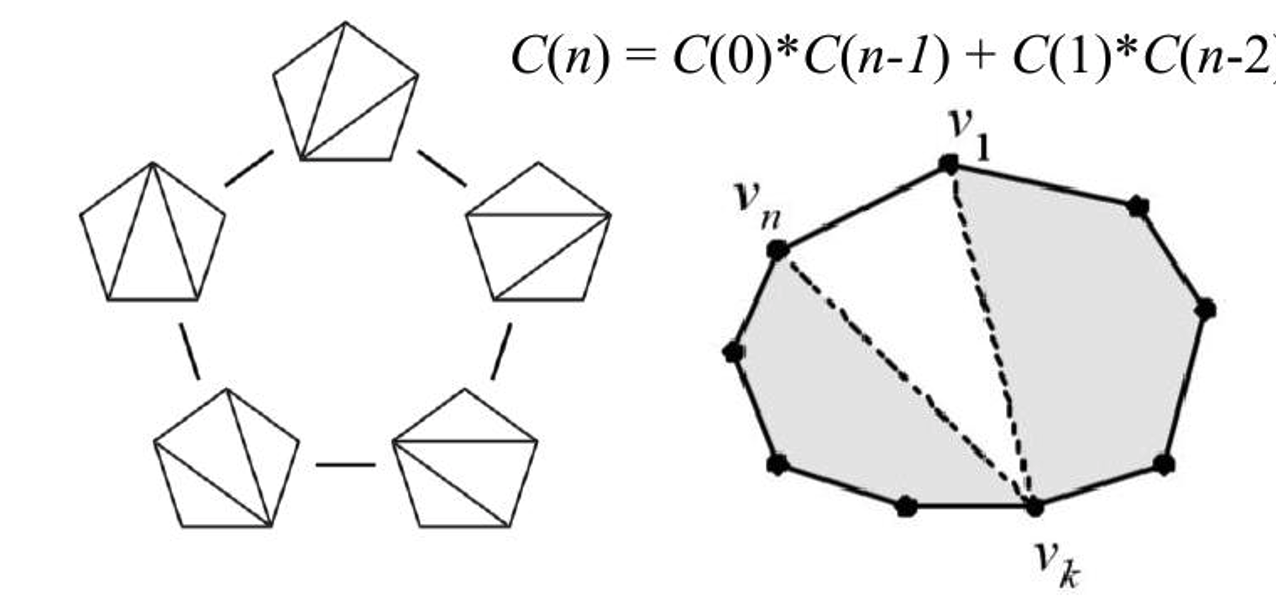 C(n) = C(0)*C(n-1) + C(1)*C(n-2)
v1
vn
vk